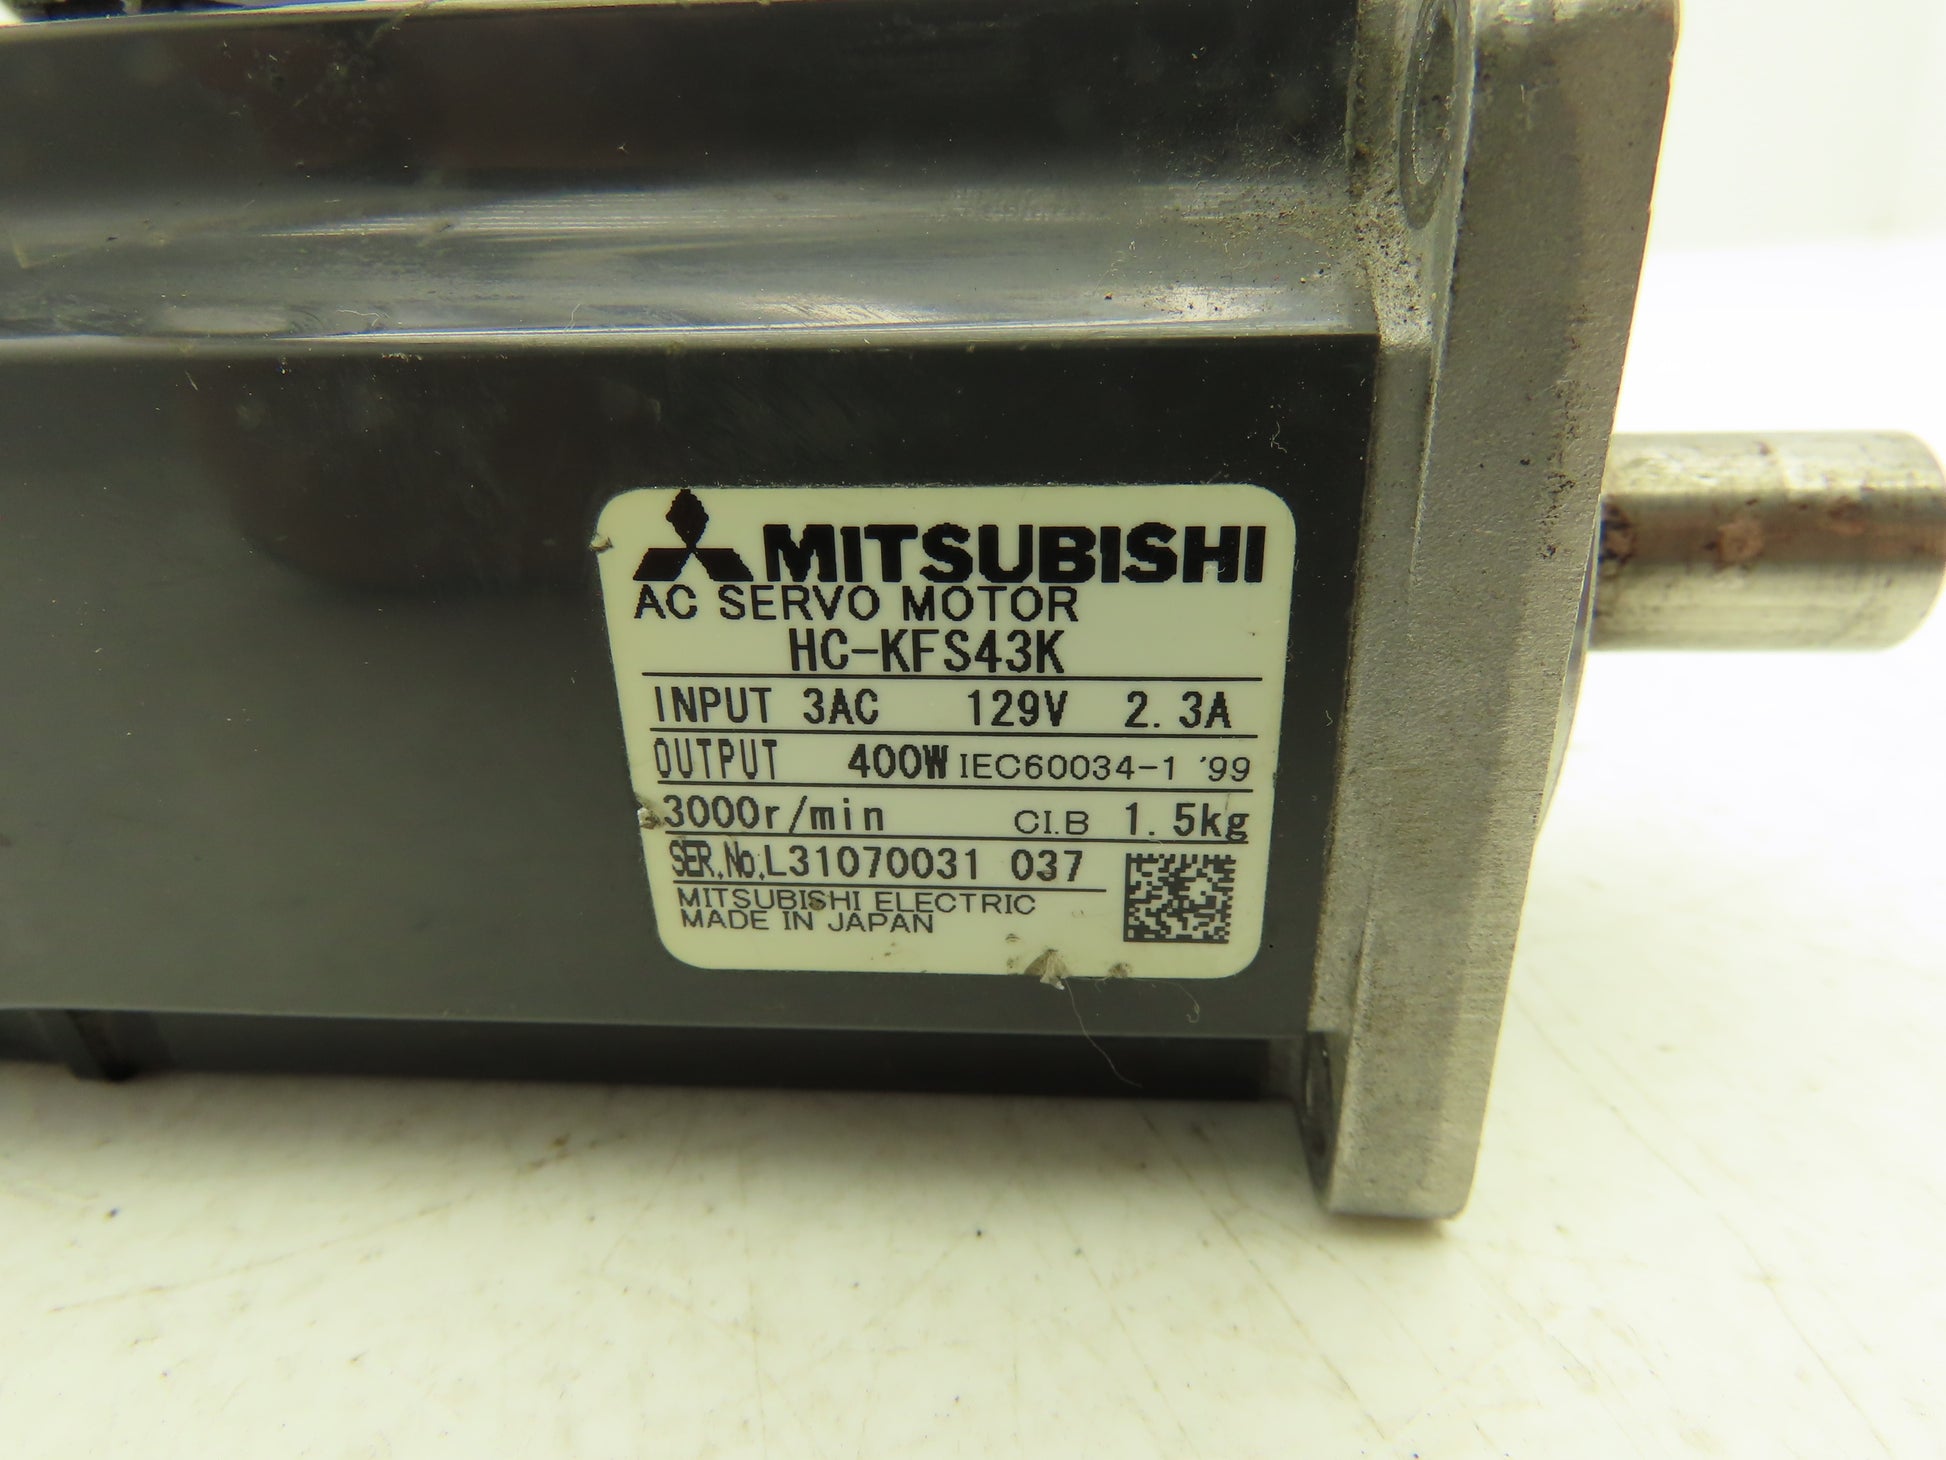 MITSUBISHI
AC SERVO MOTOR
HC-KFS43K
INPUT 3AC 129V 2.3A
OUTPUT 400W IEC60034-1 '99
3000r/min CI.B 1.5kg
SER.No.L31070031 037
MITSUBISHI ELECTRIC
MADE IN JAPAN